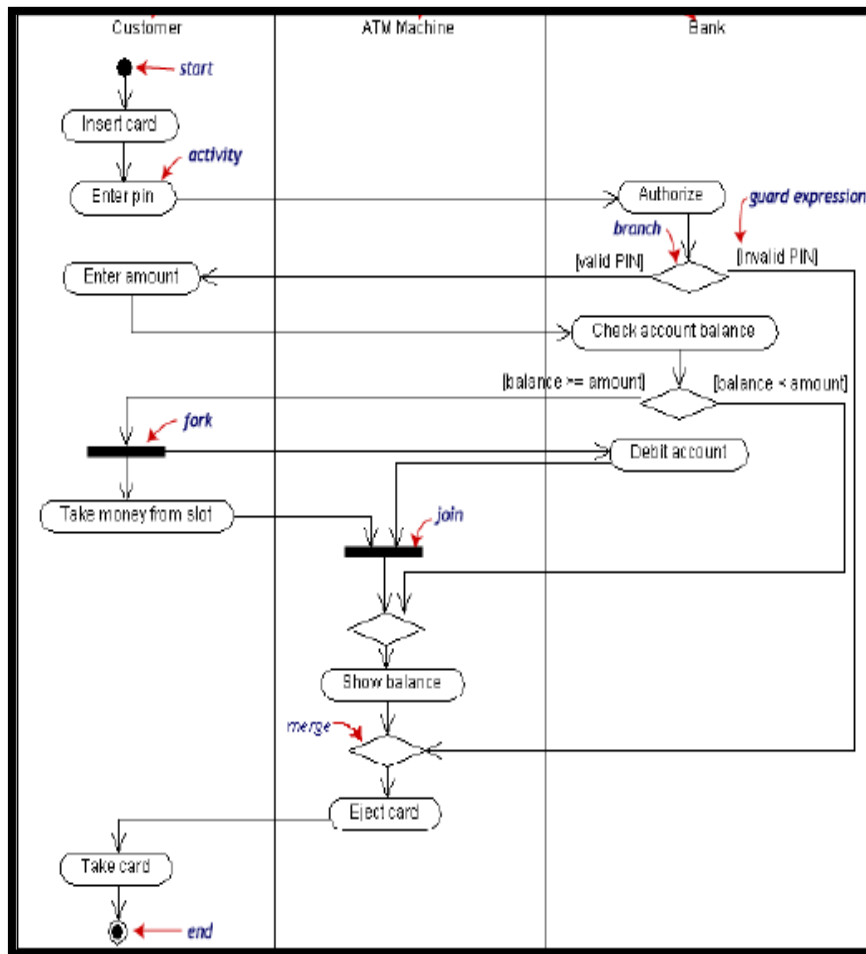 Customer
ATM Machine
Bank
start
Insert card
activity
Enter pin
Authorize
guard expression
branch
[valid PIN]
[Invalid PIN]
Enter amount
Check account balance
[balance >= amount]
[balance < amount]
fork
Debit account
Take money from slot
join
Show balance
merge
Eject card
Take card
end